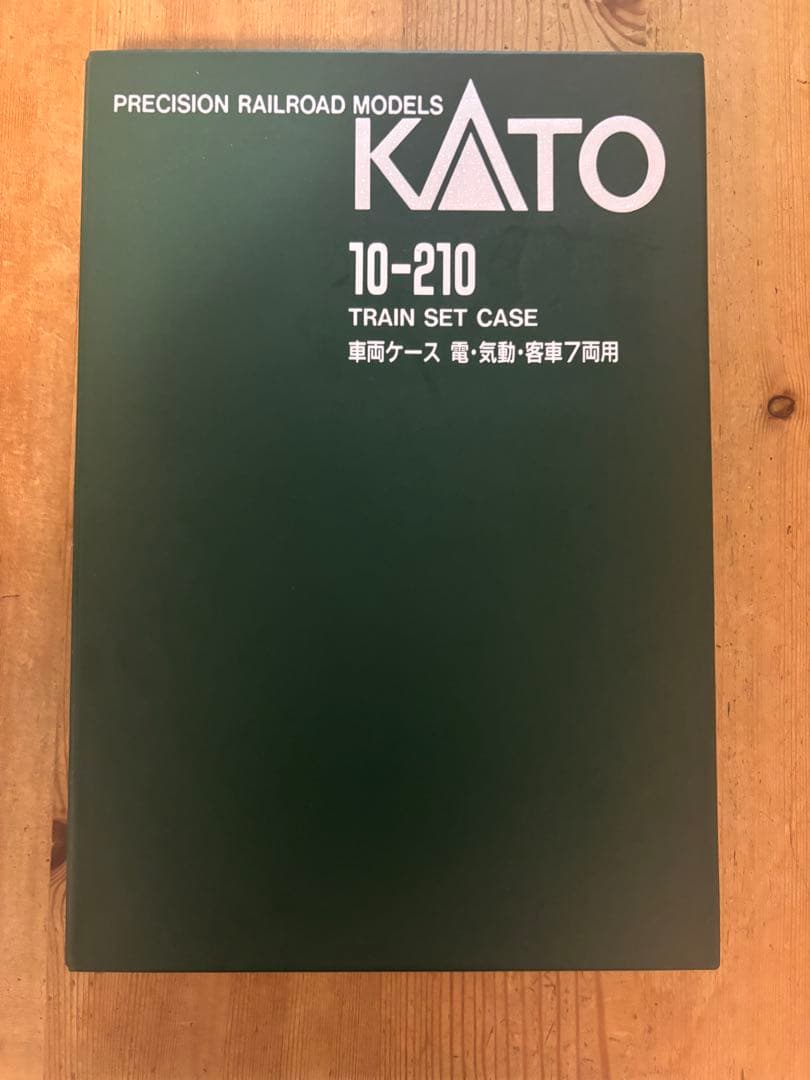 PRECISION RAILROAD MODELS
KATO
10-210
TRAIN SET CASE
車両ケース 電・気動・客車7両用